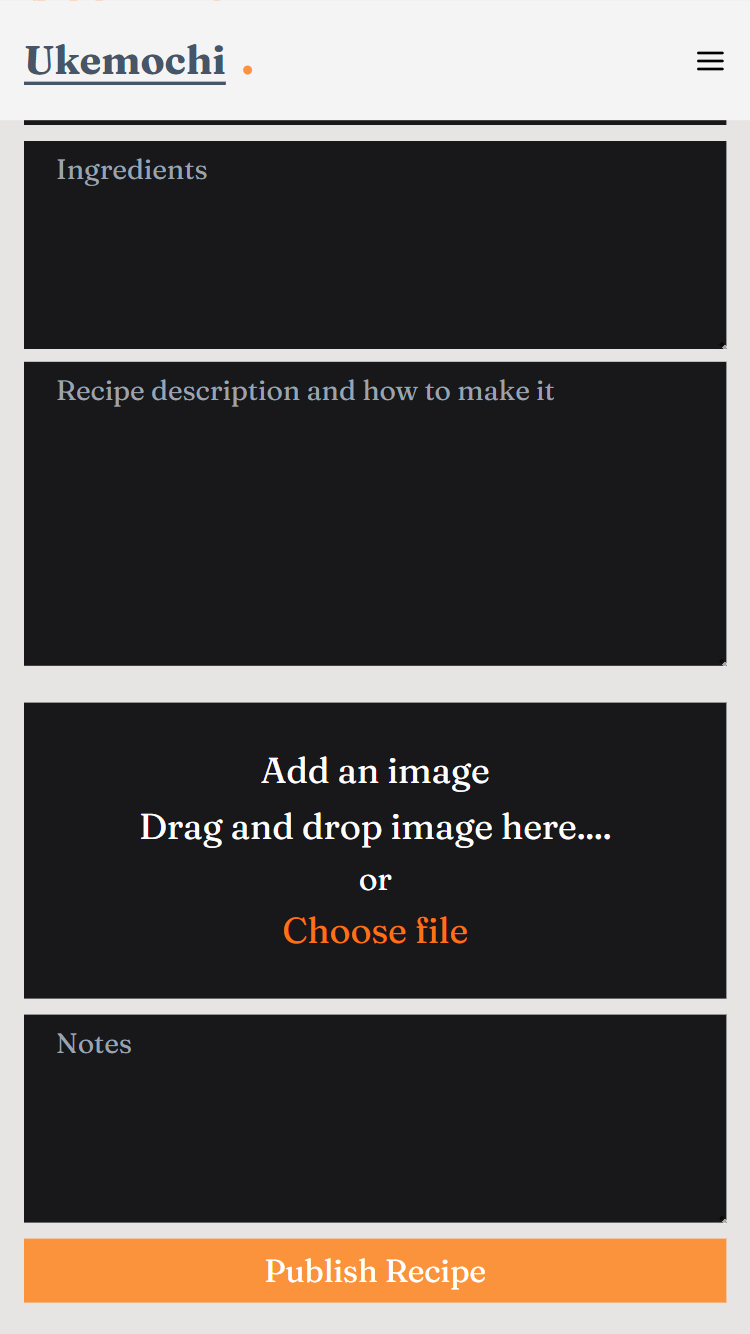 Ukemochi .
Ingredients
Recipe description and how to make it
Add an image
Drag and drop image here....
or
Choose file
Notes
Publish Recipe